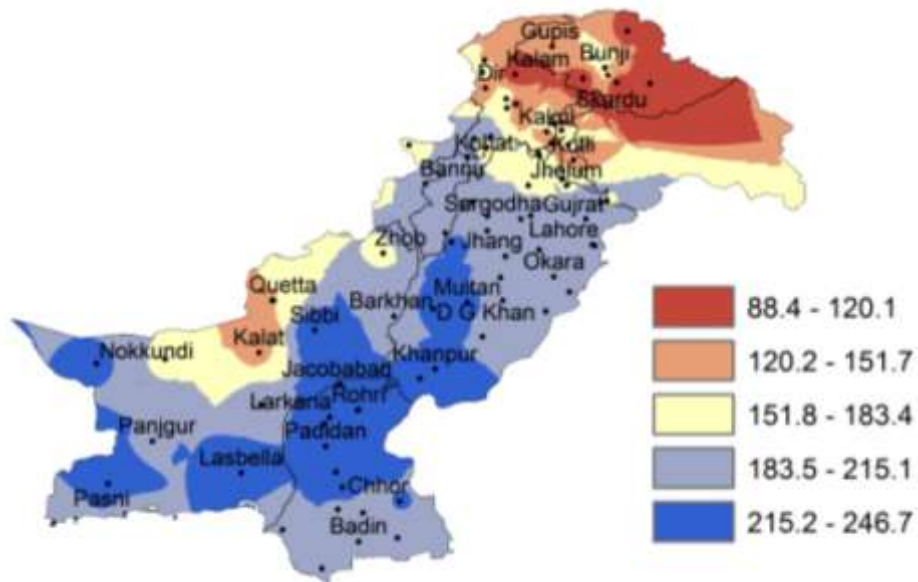 Gupis
Kalam
Bunji
Dir
Skardu
Kakul
Kohat
Kotli
Bannu
Jhelum
Sargodha
Gujrat
Lahore
Zhob
Jhang
Okara
Quetta
Multan
Sibbi
Barkhan
D G Khan
Nokkundi
Kalat
Khanpur
Jacobabad
Larkana
Rohri
Panjgur
Padidan
Lasbella
Pasni
Chhor
Badin
88.4 - 120.1
120.2 - 151.7
151.8 - 183.4
183.5 - 215.1
215.2 - 246.7